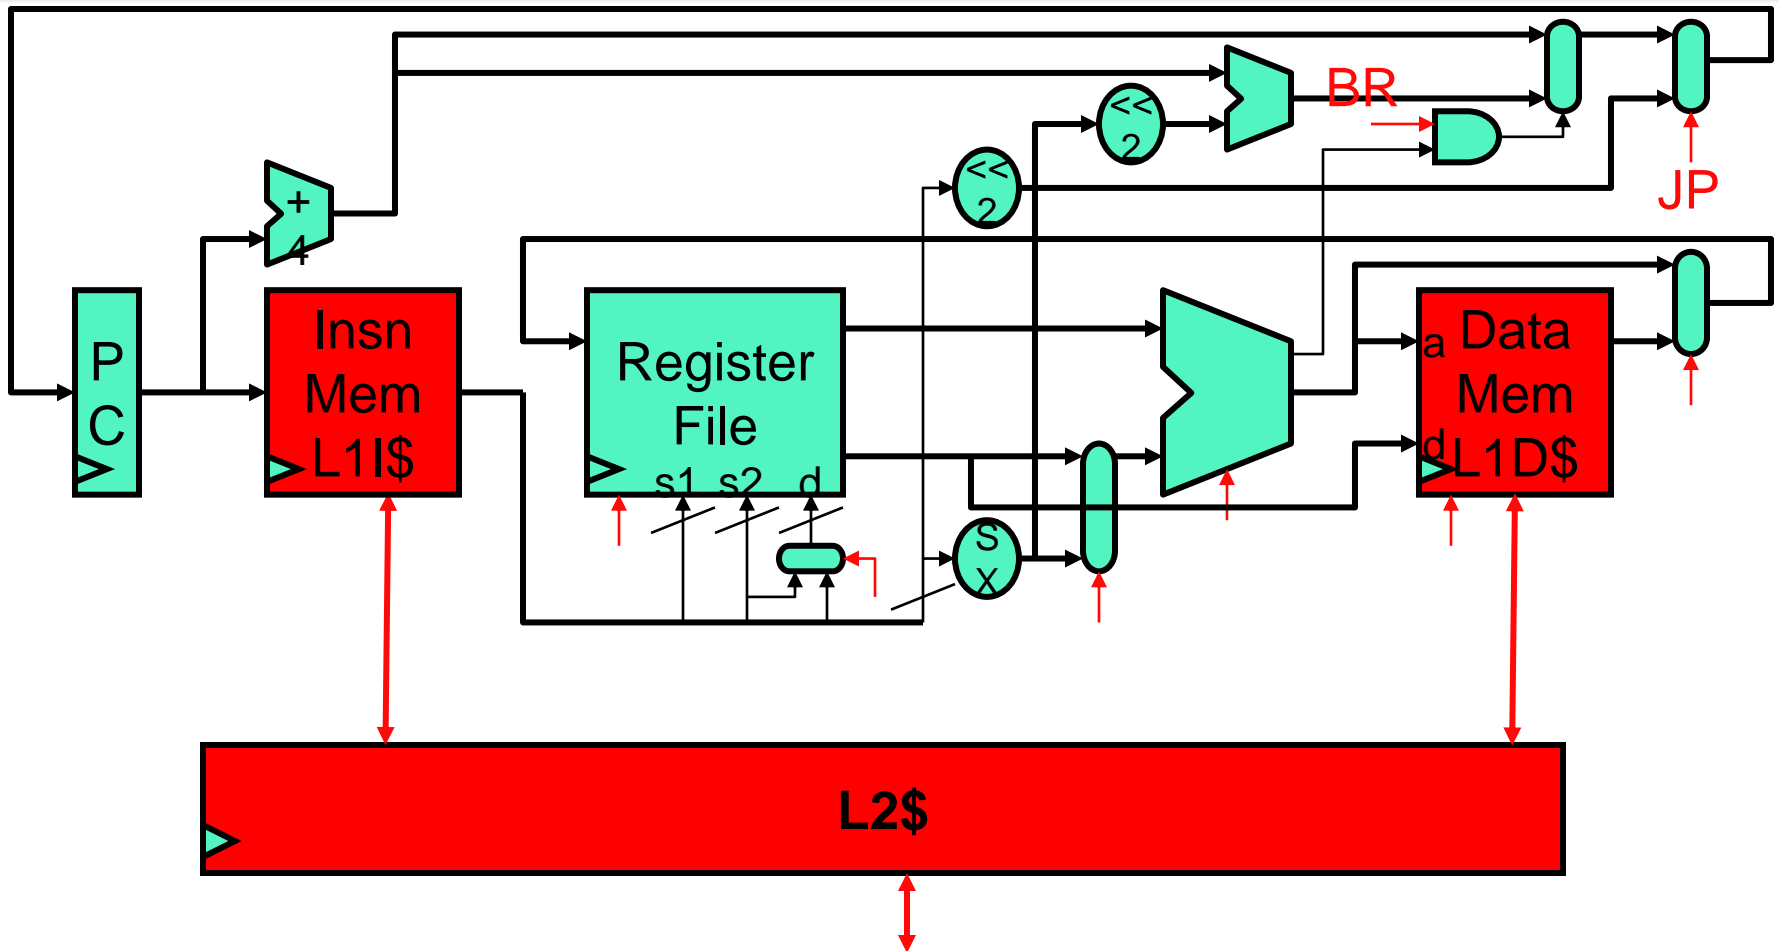 BR
<<
2
<<
2
JP
+
4
P
C
Insn
Mem
L1I$
Register
File
s1 s2 d
a
d
Data
Mem
L1D$
S
X
L2$